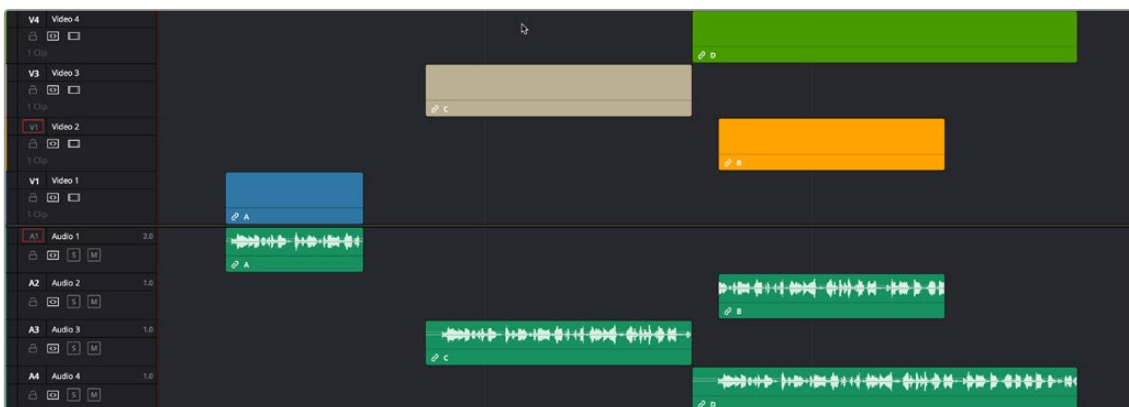 V4 Video 4
1 Clip
D
V3 Video 3
1 Clip
C
V1 Video 2
1 Clip
B
V1 Video 1
1 Clip
A
A1 Audio 1 2.0
S M
A
A2 Audio 2 1.0
S M
B
A3 Audio 3 1.0
S M
C
A4 Audio 4 1.0
S M
D